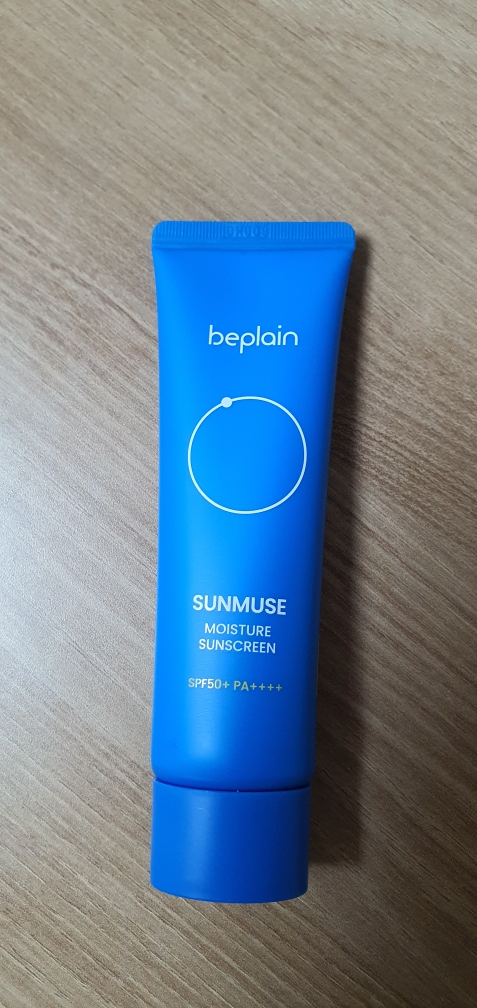 beplain
SUNMUSE
MOISTURE
SUNSCREEN
SPF50+ PA++++